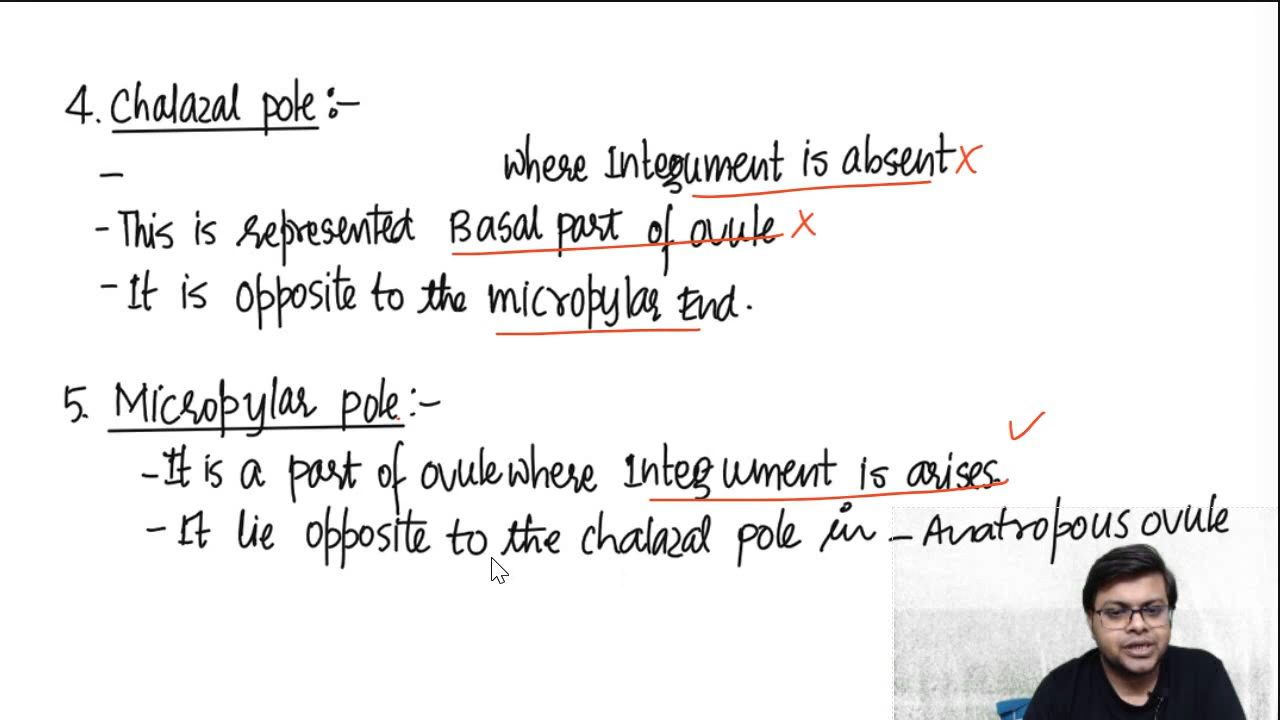 4. Chalazal pole :-
- where Integument is absent x
- This is represented Basal part of ovule x
- It is opposite to the micropylar End.
5. Micropylar pole :-
- It is a part of ovule where Integument is arises. ✓
- It lie opposite to the chalazal pole in - Anatropous ovule